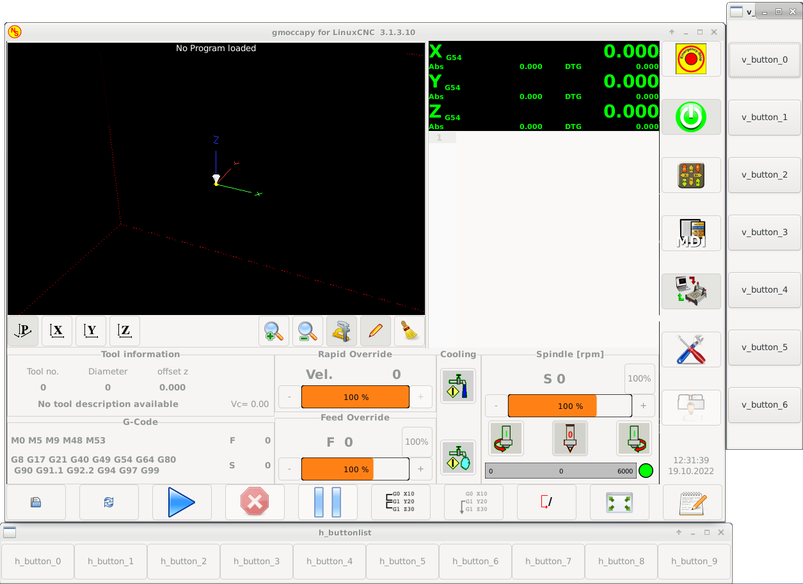 gmoccapy for LinuxCNC 3.1.3.10
v_
No Program loaded
X G54 0.000
Abs 0.000 DTG 0.000
Y G54 0.000
Abs 0.000 DTG 0.000
Z G54 0.000
Abs 0.000 DTG 0.000
1
Z
Y
X
MDI
P
X
Y
Z
Tool information
Tool no. Diameter offset z
0 0 0.000
No tool description available Vc= 0.00
G-Code
M0 M5 M9 M48 M53 F 0
G8 G17 G21 G40 G49 G54 G64 G80
G90 G91.1 G92.2 G94 G97 G99
S 0
Rapid Override
Vel. 0
- 100 % +
Feed Override
F 0 100%
- 100 % +
Cooling
Spindle [rpm]
S 0 100%
- 100 % +
0 0 6000
12:31:39
19.10.2022
G0 X10
G1 Y20
G1 Z30
G0 X10
G1 Y20
G1 Z30
v_button_0
v_button_1
v_button_2
v_button_3
v_button_4
v_button_5
v_button_6
h_buttonlist
h_button_0 h_button_1 h_button_2 h_button_3 h_button_4 h_button_5 h_button_6 h_button_7 h_button_8 h_button_9